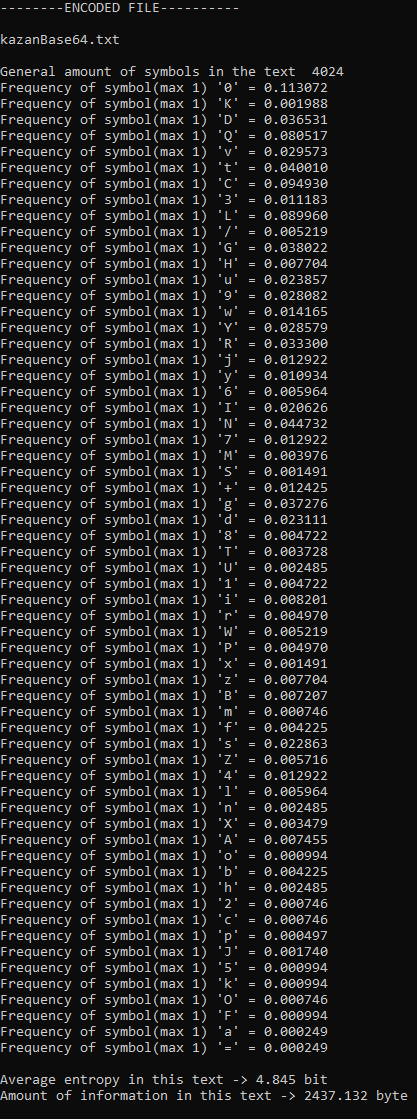 --------ENCODED FILE----------
kazanBase64.txt
General amount of symbols in the text  4024
Frequency of symbol(max 1) '0' = 0.113072
Frequency of symbol(max 1) 'K' = 0.001988
Frequency of symbol(max 1) 'D' = 0.036531
Frequency of symbol(max 1) 'Q' = 0.080517
Frequency of symbol(max 1) 'v' = 0.029573
Frequency of symbol(max 1) 't' = 0.040010
Frequency of symbol(max 1) 'C' = 0.094930
Frequency of symbol(max 1) '3' = 0.011183
Frequency of symbol(max 1) 'L' = 0.089960
Frequency of symbol(max 1) '/' = 0.005219
Frequency of symbol(max 1) 'G' = 0.038022
Frequency of symbol(max 1) 'H' = 0.007704
Frequency of symbol(max 1) 'u' = 0.023857
Frequency of symbol(max 1) '9' = 0.028082
Frequency of symbol(max 1) 'w' = 0.014165
Frequency of symbol(max 1) 'Y' = 0.028579
Frequency of symbol(max 1) 'R' = 0.033300
Frequency of symbol(max 1) 'j' = 0.012922
Frequency of symbol(max 1) 'y' = 0.010934
Frequency of symbol(max 1) '6' = 0.005964
Frequency of symbol(max 1) 'I' = 0.020626
Frequency of symbol(max 1) 'N' = 0.044732
Frequency of symbol(max 1) '7' = 0.012922
Frequency of symbol(max 1) 'M' = 0.003976
Frequency of symbol(max 1) 'S' = 0.001491
Frequency of symbol(max 1) '+' = 0.012425
Frequency of symbol(max 1) 'g' = 0.037276
Frequency of symbol(max 1) 'd' = 0.023111
Frequency of symbol(max 1) '8' = 0.004722
Frequency of symbol(max 1) 'T' = 0.003728
Frequency of symbol(max 1) 'U' = 0.002485
Frequency of symbol(max 1) '1' = 0.004722
Frequency of symbol(max 1) 'i' = 0.008201
Frequency of symbol(max 1) 'r' = 0.004970
Frequency of symbol(max 1) 'W' = 0.005219
Frequency of symbol(max 1) 'P' = 0.004970
Frequency of symbol(max 1) 'x' = 0.001491
Frequency of symbol(max 1) 'z' = 0.007704
Frequency of symbol(max 1) 'B' = 0.007207
Frequency of symbol(max 1) 'm' = 0.000746
Frequency of symbol(max 1) 'f' = 0.004225
Frequency of symbol(max 1) 's' = 0.022863
Frequency of symbol(max 1) 'Z' = 0.005716
Frequency of symbol(max 1) '4' = 0.012922
Frequency of symbol(max 1) 'l' = 0.005964
Frequency of symbol(max 1) 'n' = 0.002485
Frequency of symbol(max 1) 'X' = 0.003479
Frequency of symbol(max 1) 'A' = 0.007455
Frequency of symbol(max 1) 'o' = 0.000994
Frequency of symbol(max 1) 'b' = 0.004225
Frequency of symbol(max 1) 'h' = 0.002485
Frequency of symbol(max 1) '2' = 0.000746
Frequency of symbol(max 1) 'c' = 0.000746
Frequency of symbol(max 1) 'p' = 0.000497
Frequency of symbol(max 1) 'J' = 0.001740
Frequency of symbol(max 1) '5' = 0.000994
Frequency of symbol(max 1) 'k' = 0.000994
Frequency of symbol(max 1) 'O' = 0.000746
Frequency of symbol(max 1) 'F' = 0.000994
Frequency of symbol(max 1) 'a' = 0.000249
Frequency of symbol(max 1) '=' = 0.000249
Average entropy in this text -> 4.845 bit
Amount of information in this text -> 2437.132 byte